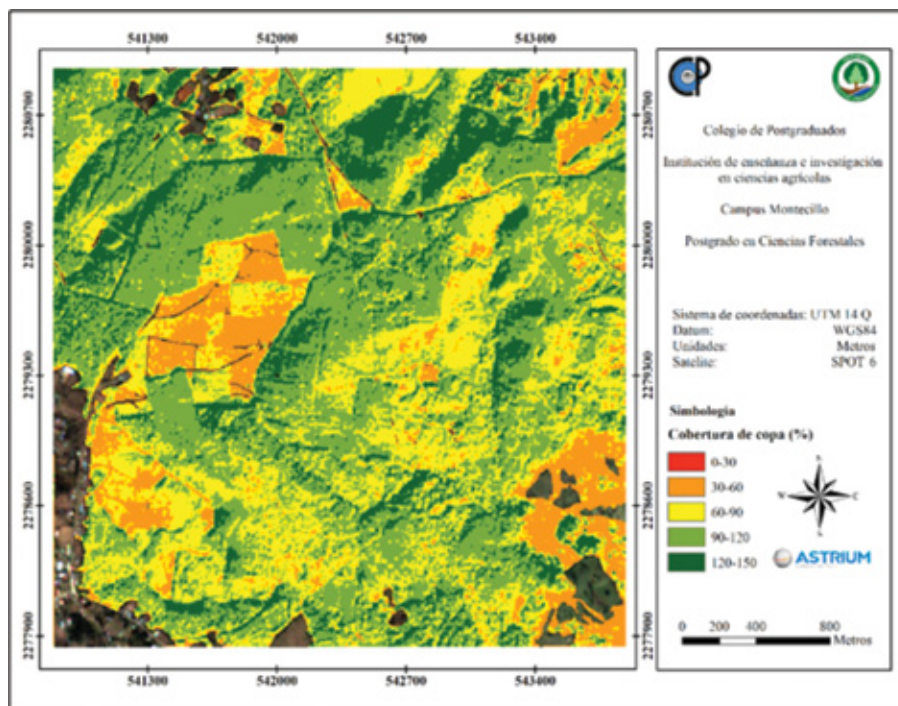 541300 542000 542700 543400
2280700
2280000
2279300
2278600
2277900
2280700
2280000
2279300
2278600
2277900
541300 542000 542700 543400
CP
Colegio de Postgraduados
Institución de enseñanza e investigación
en ciencias agrícolas
Campus Montecillo
Postgrado en Ciencias Forestales
Sistema de coordenadas: UTM 14 Q
Datum: WGS84
Unidades: Metros
Satelite: SPOT 6
Simbología
Cobertura de copa (%)
0-30
30-60
60-90
90-120
120-150
N
W E
S
ASTRIUM
0 200 400 800
Metros